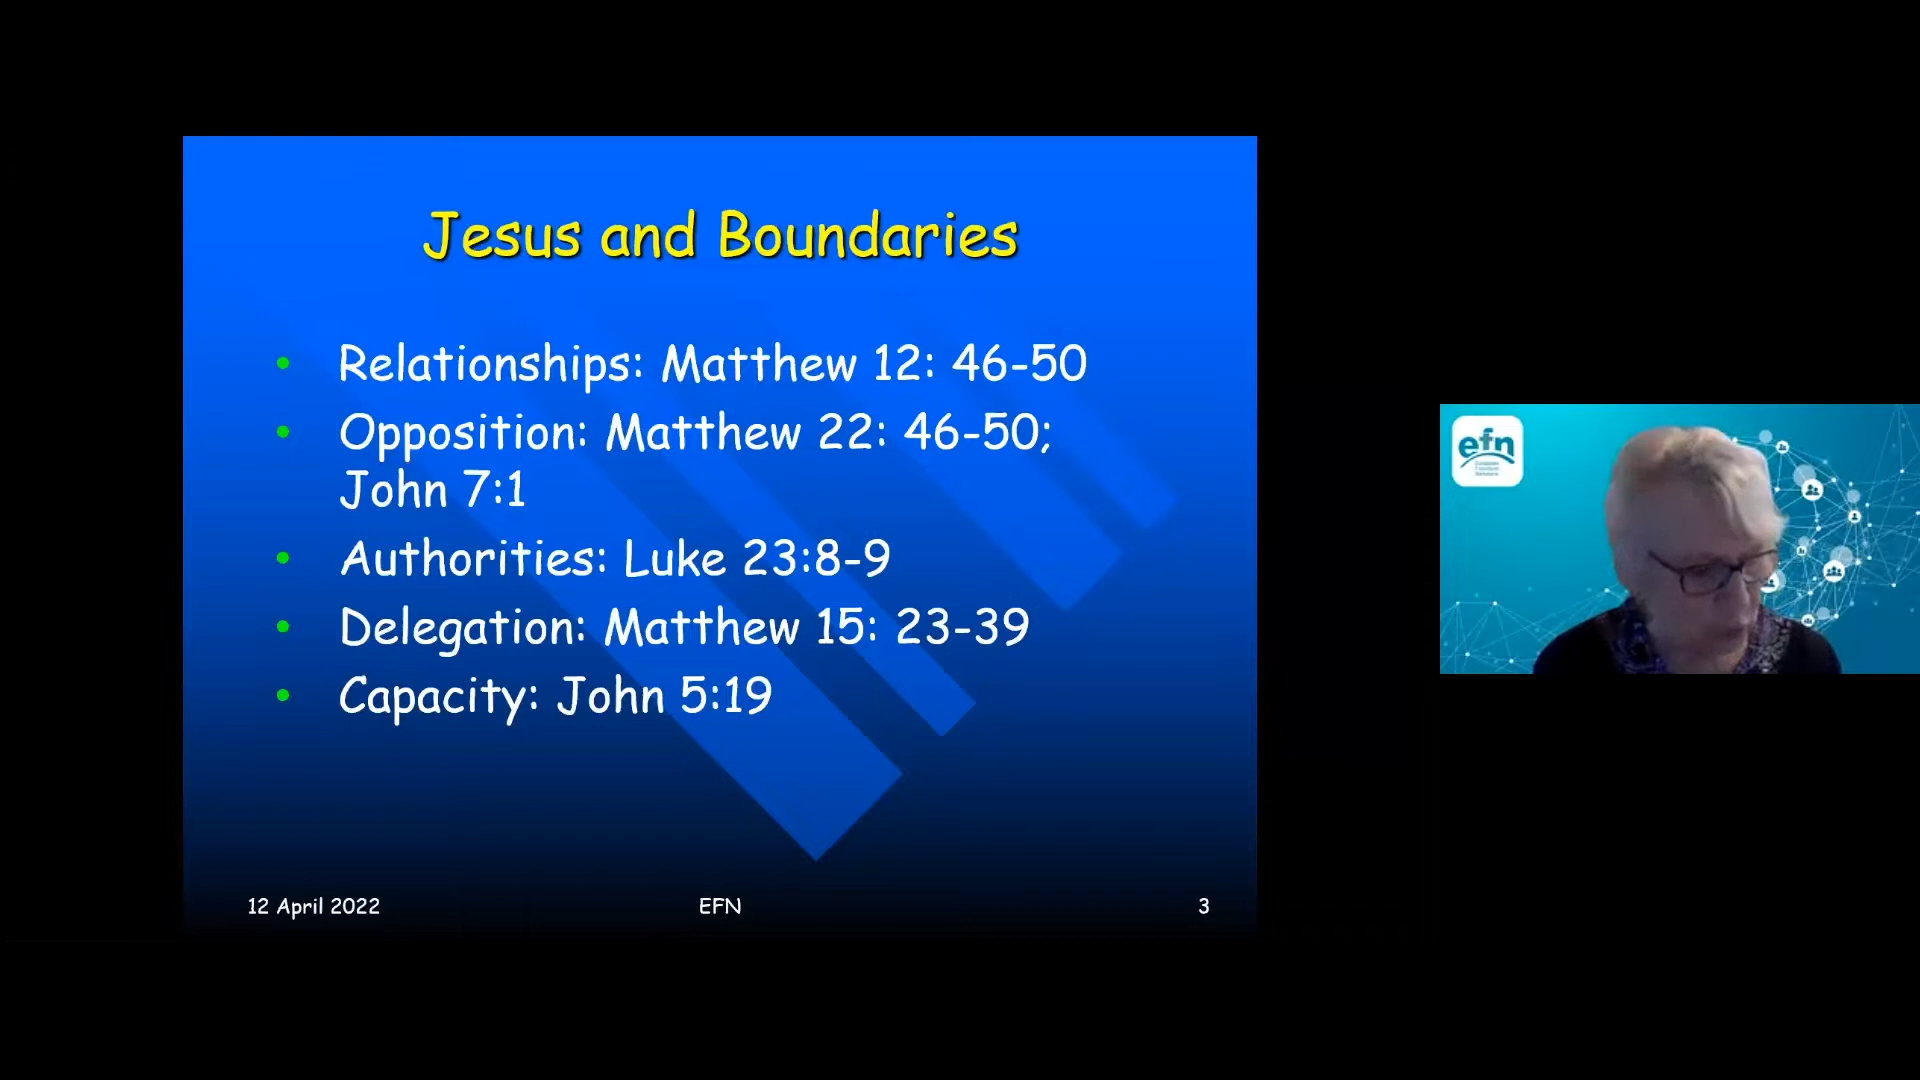 Jesus and Boundaries
• Relationships: Matthew 12: 46-50
• Opposition: Matthew 22: 46-50;
John 7:1
• Authorities: Luke 23:8-9
• Delegation: Matthew 15: 23-39
• Capacity: John 5:19
12 April 2022
EFN
3
efn